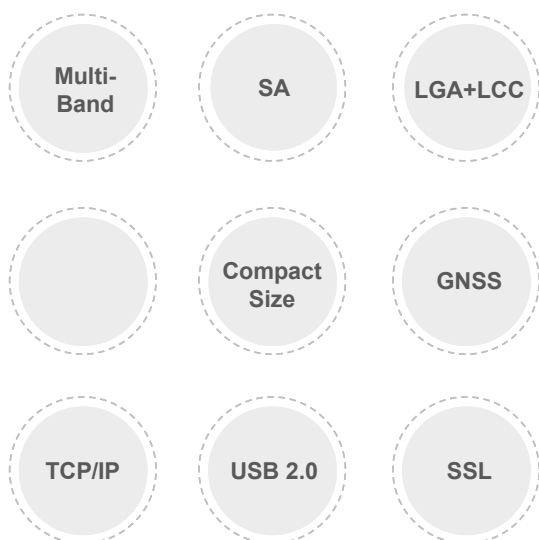 Multi-
Band
SA
LGA+LCC
Compact
Size
GNSS
TCP/IP
USB 2.0
SSL